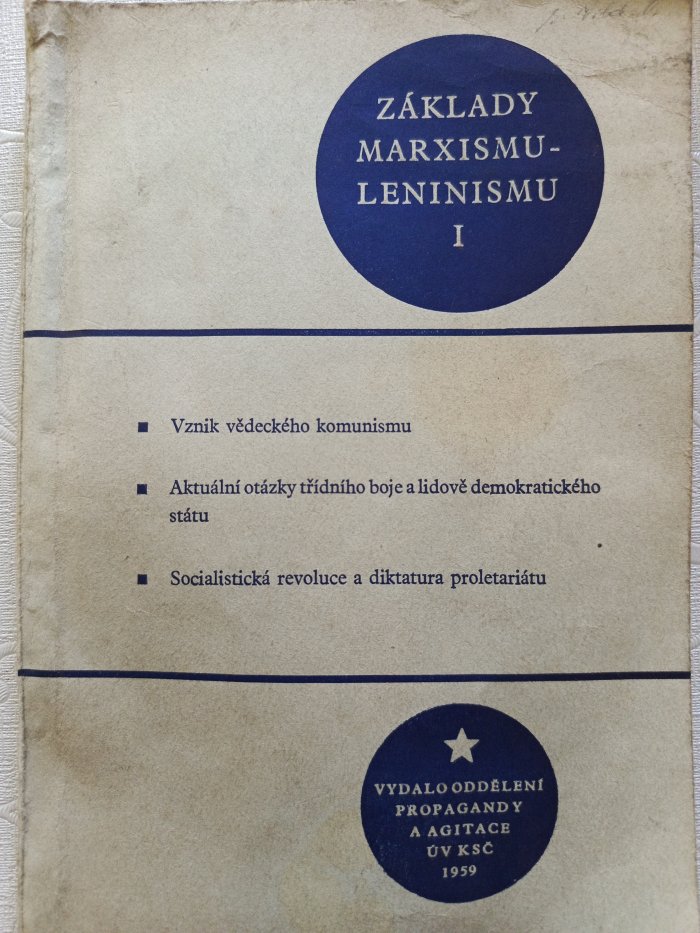 ZÁKLADY
MARXISMU-
LENINISMU
I
■ Vznik vědeckého komunismu
■ Aktuální otázky třídního boje a lidově demokratického
státu
■ Socialistická revoluce a diktatura proletariátu
VYDALO ODDĚLENÍ
PROPAGANDY
A AGITACE
ÚV KSČ
1959